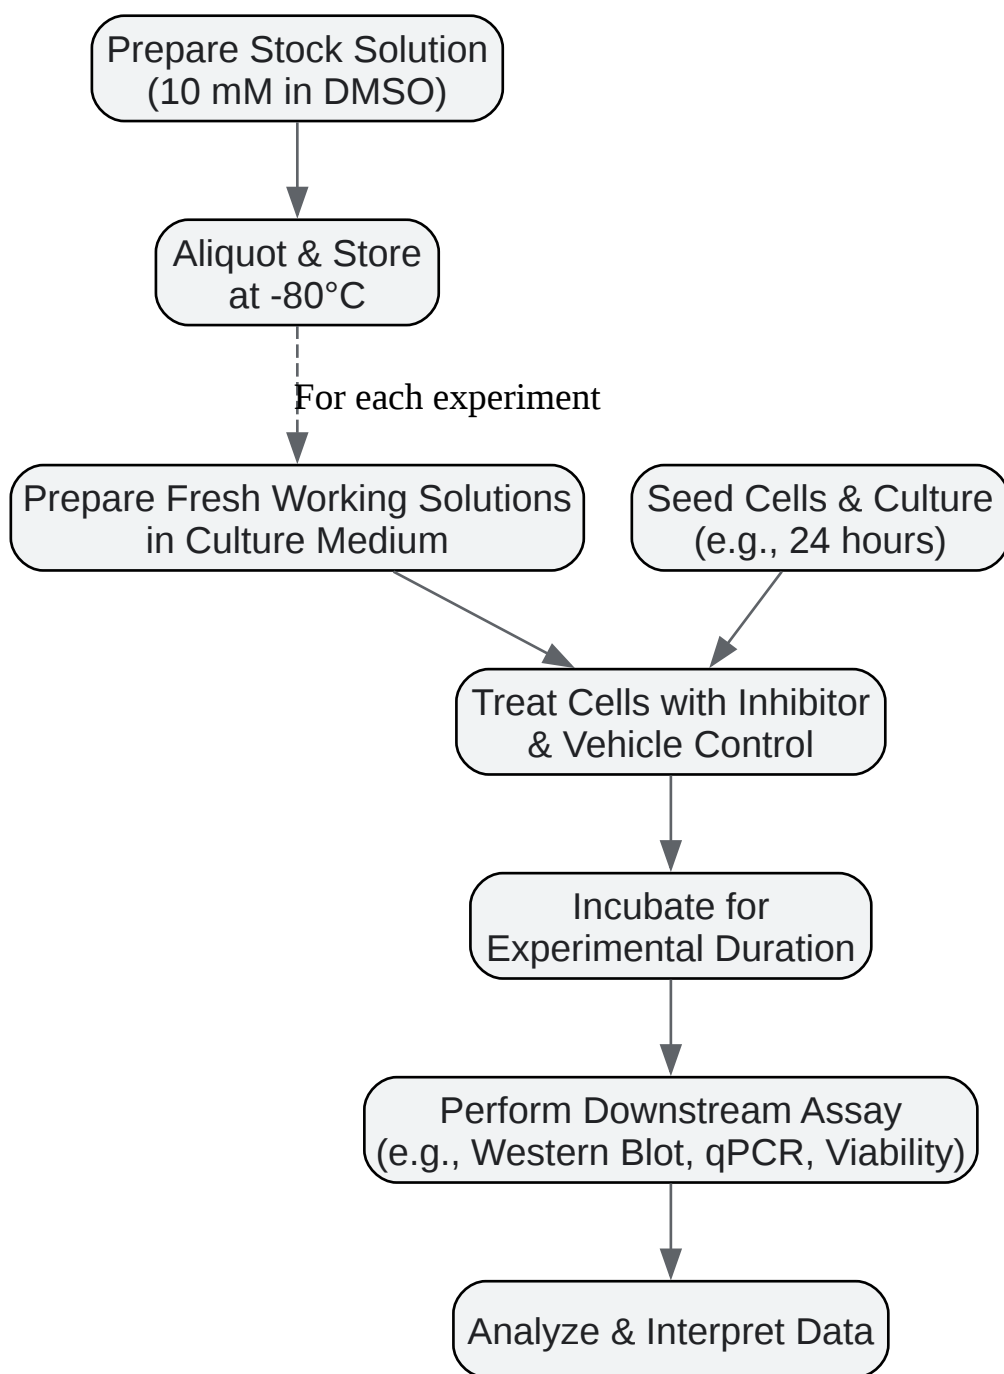 Prepare Stock Solution
(10 mM in DMSO)
Aliquot & Store
at -80°C
For each experiment
Prepare Fresh Working Solutions
in Culture Medium
Seed Cells & Culture
(e.g., 24 hours)
Treat Cells with Inhibitor
& Vehicle Control
Incubate for
Experimental Duration
Perform Downstream Assay
(e.g., Western Blot, qPCR, Viability)
Analyze & Interpret Data